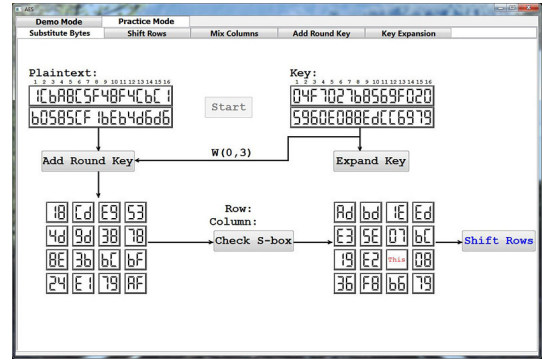 AES
Demo Mode Practice Mode
Substitute Bytes Shift Rows Mix Columns Add Round Key Key Expansion
Plaintext: Key:
1 2 3 4 5 6 7 8 9 10 11 12 13 14 15 16 1 2 3 4 5 6 7 8 9 10 11 12 13 14 15 16
1CbA8C5F48F4CbC1 04F7027b8569F020
Start
b0585CF1bEb4d6d6 5960E088EdCC6979
W(0,3)
Add Round Key Expand Key
18 Cd E9 53 Row: Ad bd 1E Ed
Column:
4d 9d 38 78 Check S-box E3 5E 07 bC Shift Rows
8E 3b bC bF 19 E2 This 08
24 E1 79 AF 36 F8 b6 79